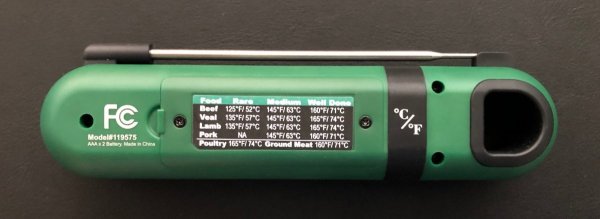 FC
Model#119575
AAA x 2 Battery. Made in China
Food Rare Medium Well Done
Beef 125°F/ 52°C 145°F/ 63°C 160°F/ 71°C
Veal 135°F/ 57°C 145°F/ 63°C 165°F/ 74°C
Lamb 135°F/ 57°C 145°F/ 63°C 165°F/ 74°C
Pork NA 145°F/ 63°C 160°F/ 71°C
Poultry 165°F/ 74°C Ground Meat 160°F/ 71°C
°C/°F